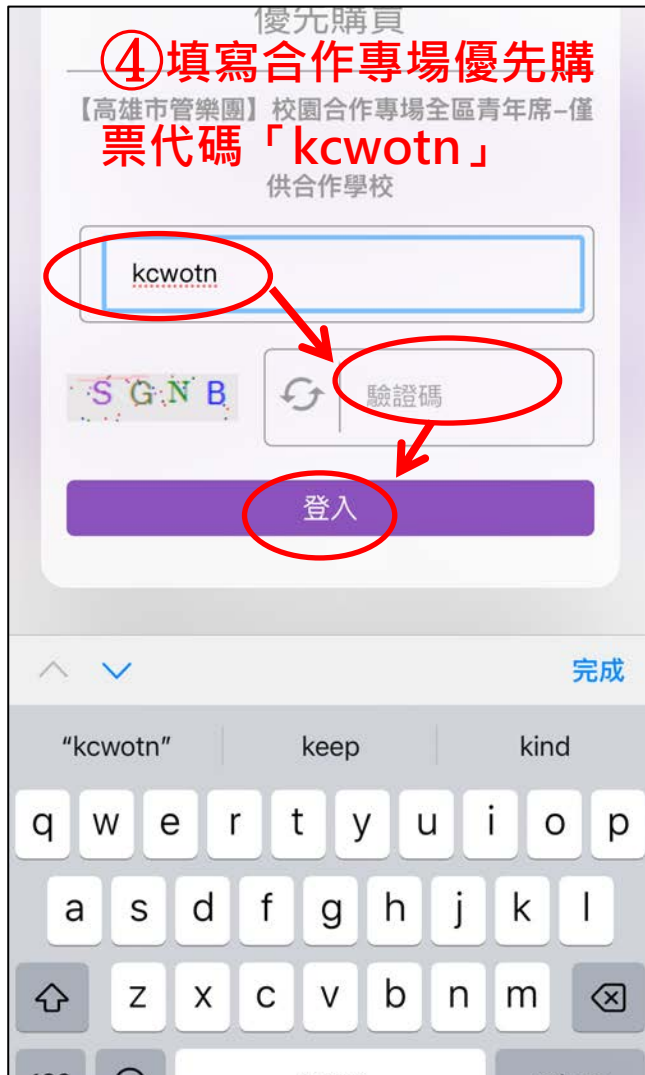 優先購買
④填寫合作專場優先購
【高雄市管樂團】校園合作專場全區青年席–僅
票代碼「kcwotn」
供合作學校
kcwotn
S G N B
驗證碼
登入
完成
“kcwotn” keep kind
q w e r t y u i o p
a s d f g h j k l
z x c v b n m